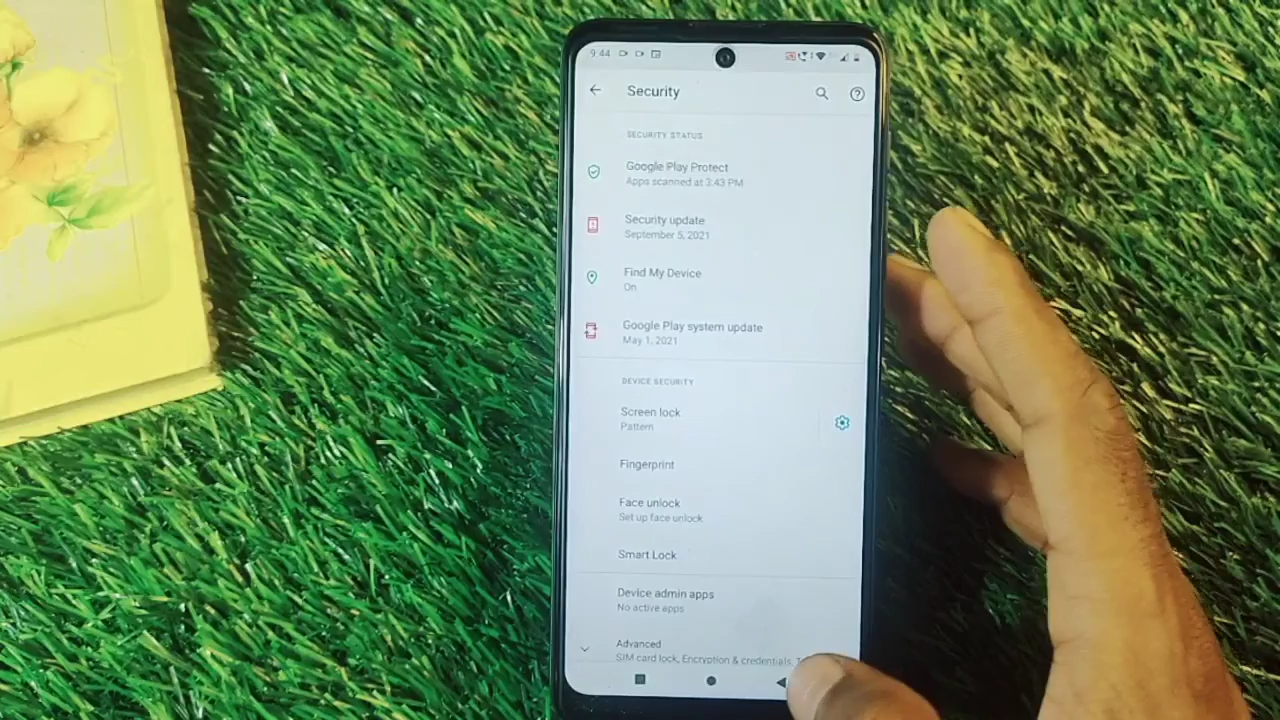 9:44
Security
SECURITY STATUS
Google Play Protect
Apps scanned at 3:43 PM
Security update
September 5, 2021
Find My Device
On
Google Play system update
May 1, 2021
DEVICE SECURITY
Screen lock
Pattern
Fingerprint
Face unlock
Set up face unlock
Smart Lock
Device admin apps
No active apps
Advanced
SIM card lock, Encryption & credentials,